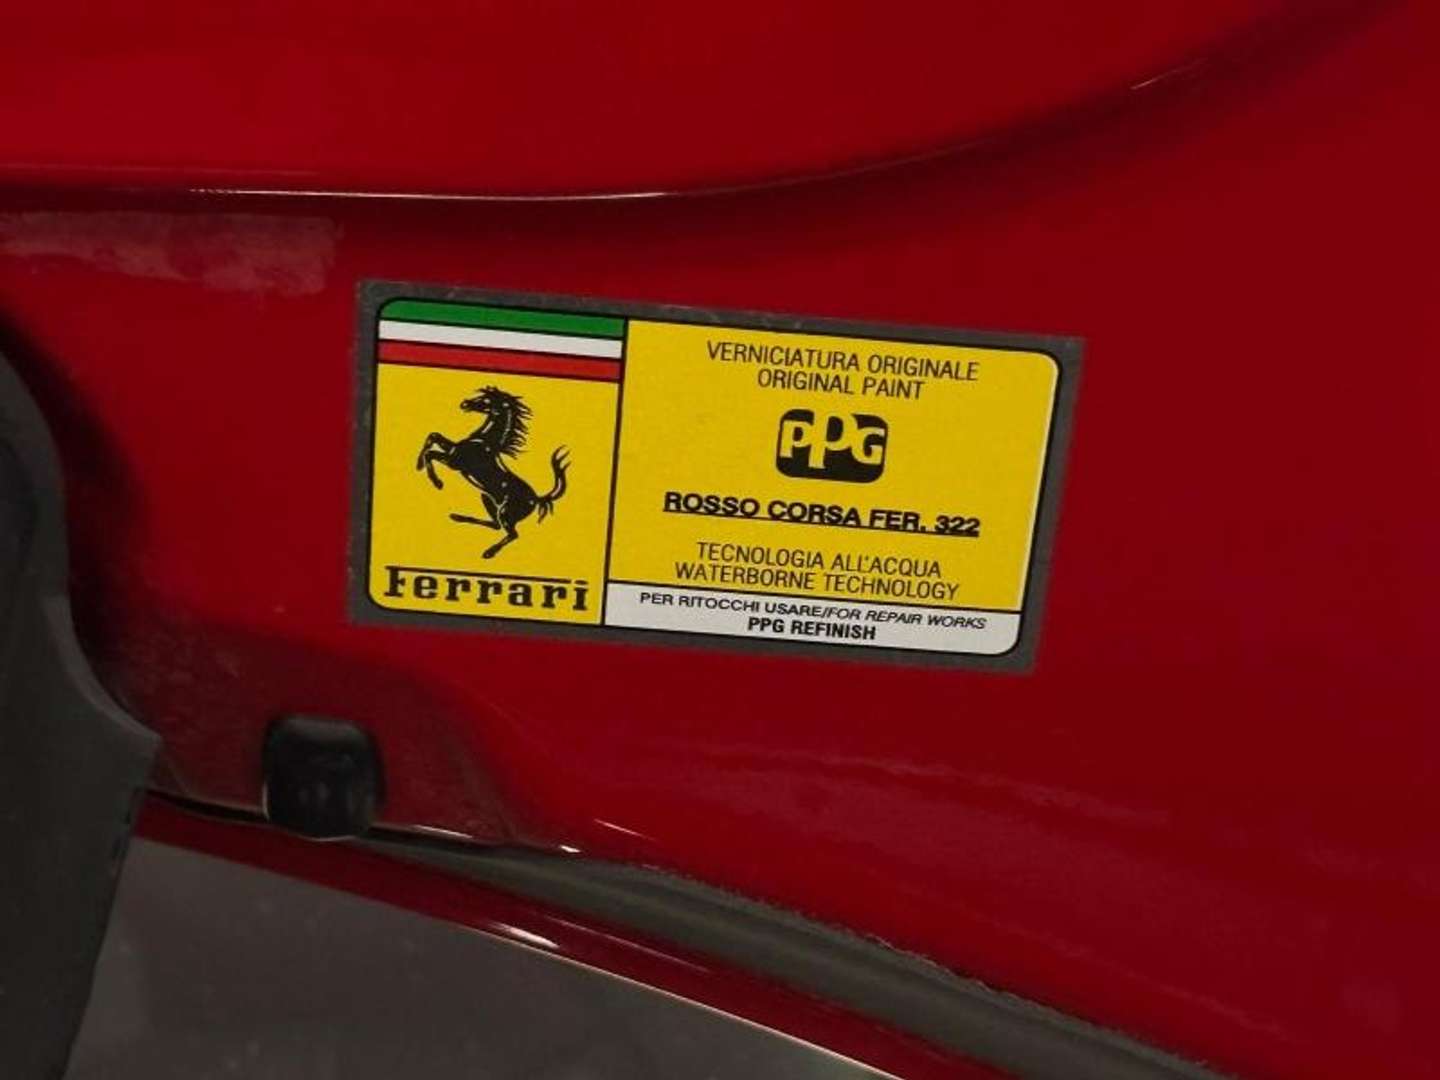 Ferrari
VERNICIATURA ORIGINALE
ORIGINAL PAINT
PPG
ROSSO CORSA FER. 322
TECNOLOGIA ALL'ACQUA
WATERBORNE TECHNOLOGY
PER RITOCCHI USARE/FOR REPAIR WORKS
PPG REFINISH